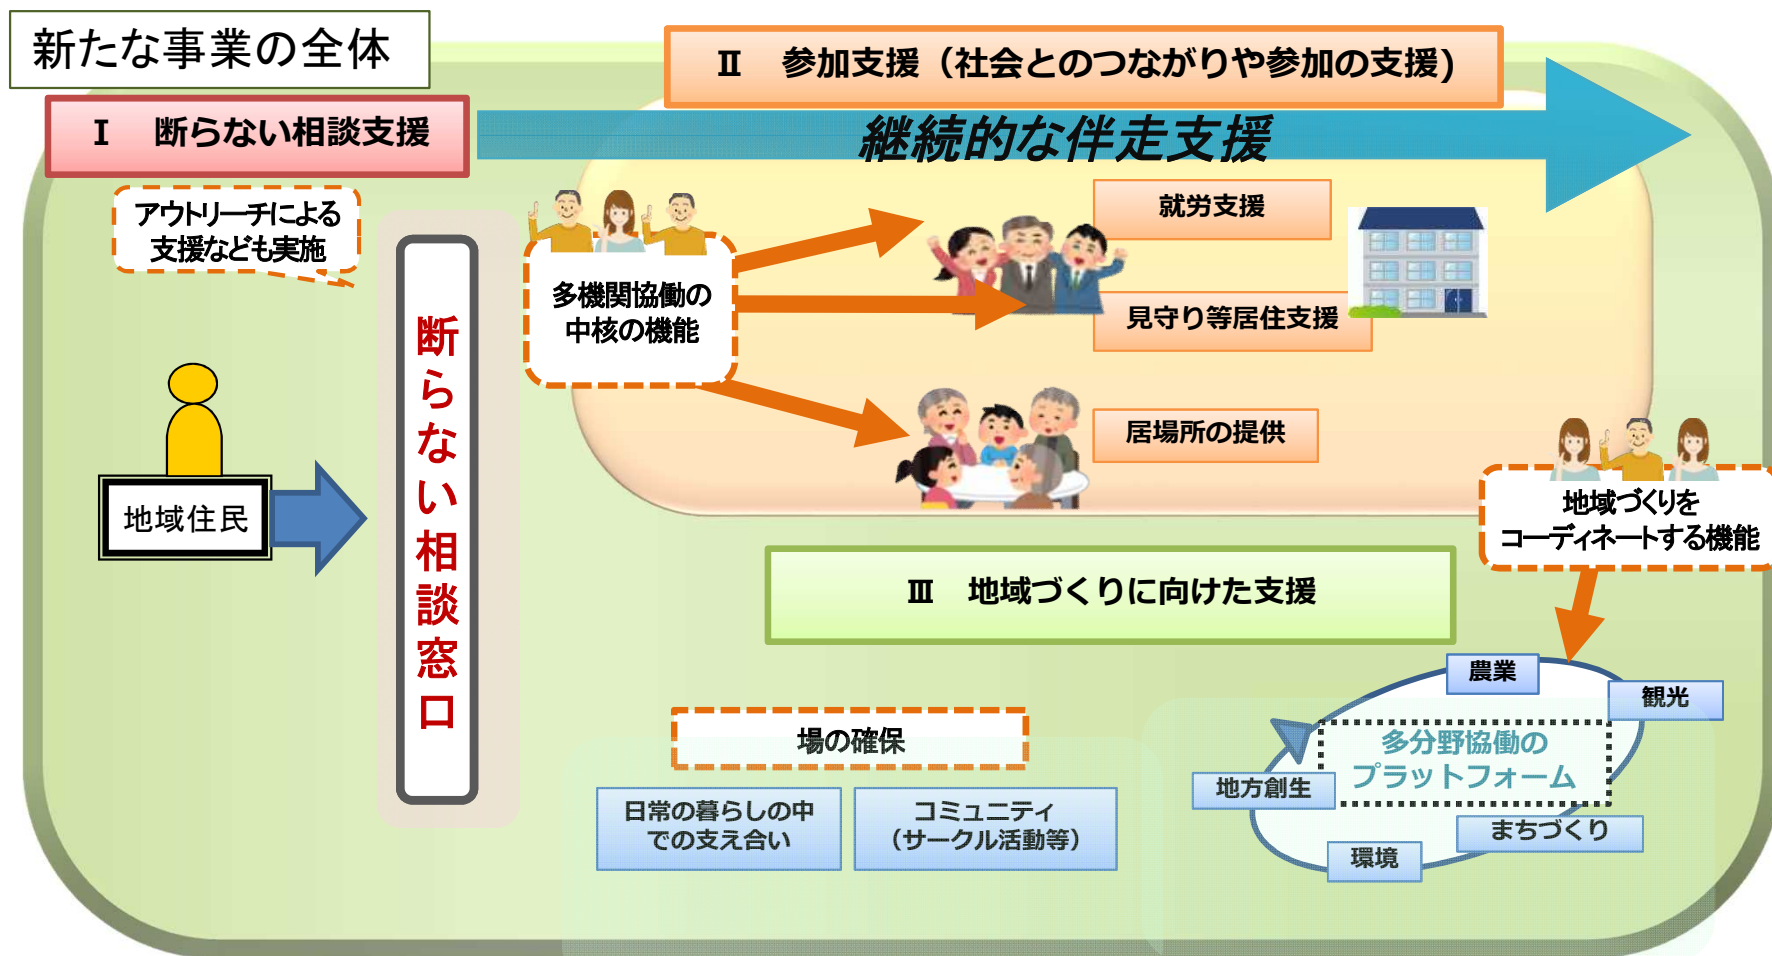 新たな事業の全体
Ⅱ　参加支援（社会とのつながりや参加の支援)
Ⅰ　断らない相談支援
継続的な伴走支援
アウトリーチによる
支援なども実施
断らない相談窓口
地域住民
多機関協働の
中核の機能
就労支援
見守り等居住支援
居場所の提供
地域づくりを
コーディネートする機能
Ⅲ　地域づくりに向けた支援
場の確保
日常の暮らしの中
での支え合い
コミュニティ
（サークル活動等）
農業
観光
多分野協働の
プラットフォーム
地方創生
まちづくり
環境